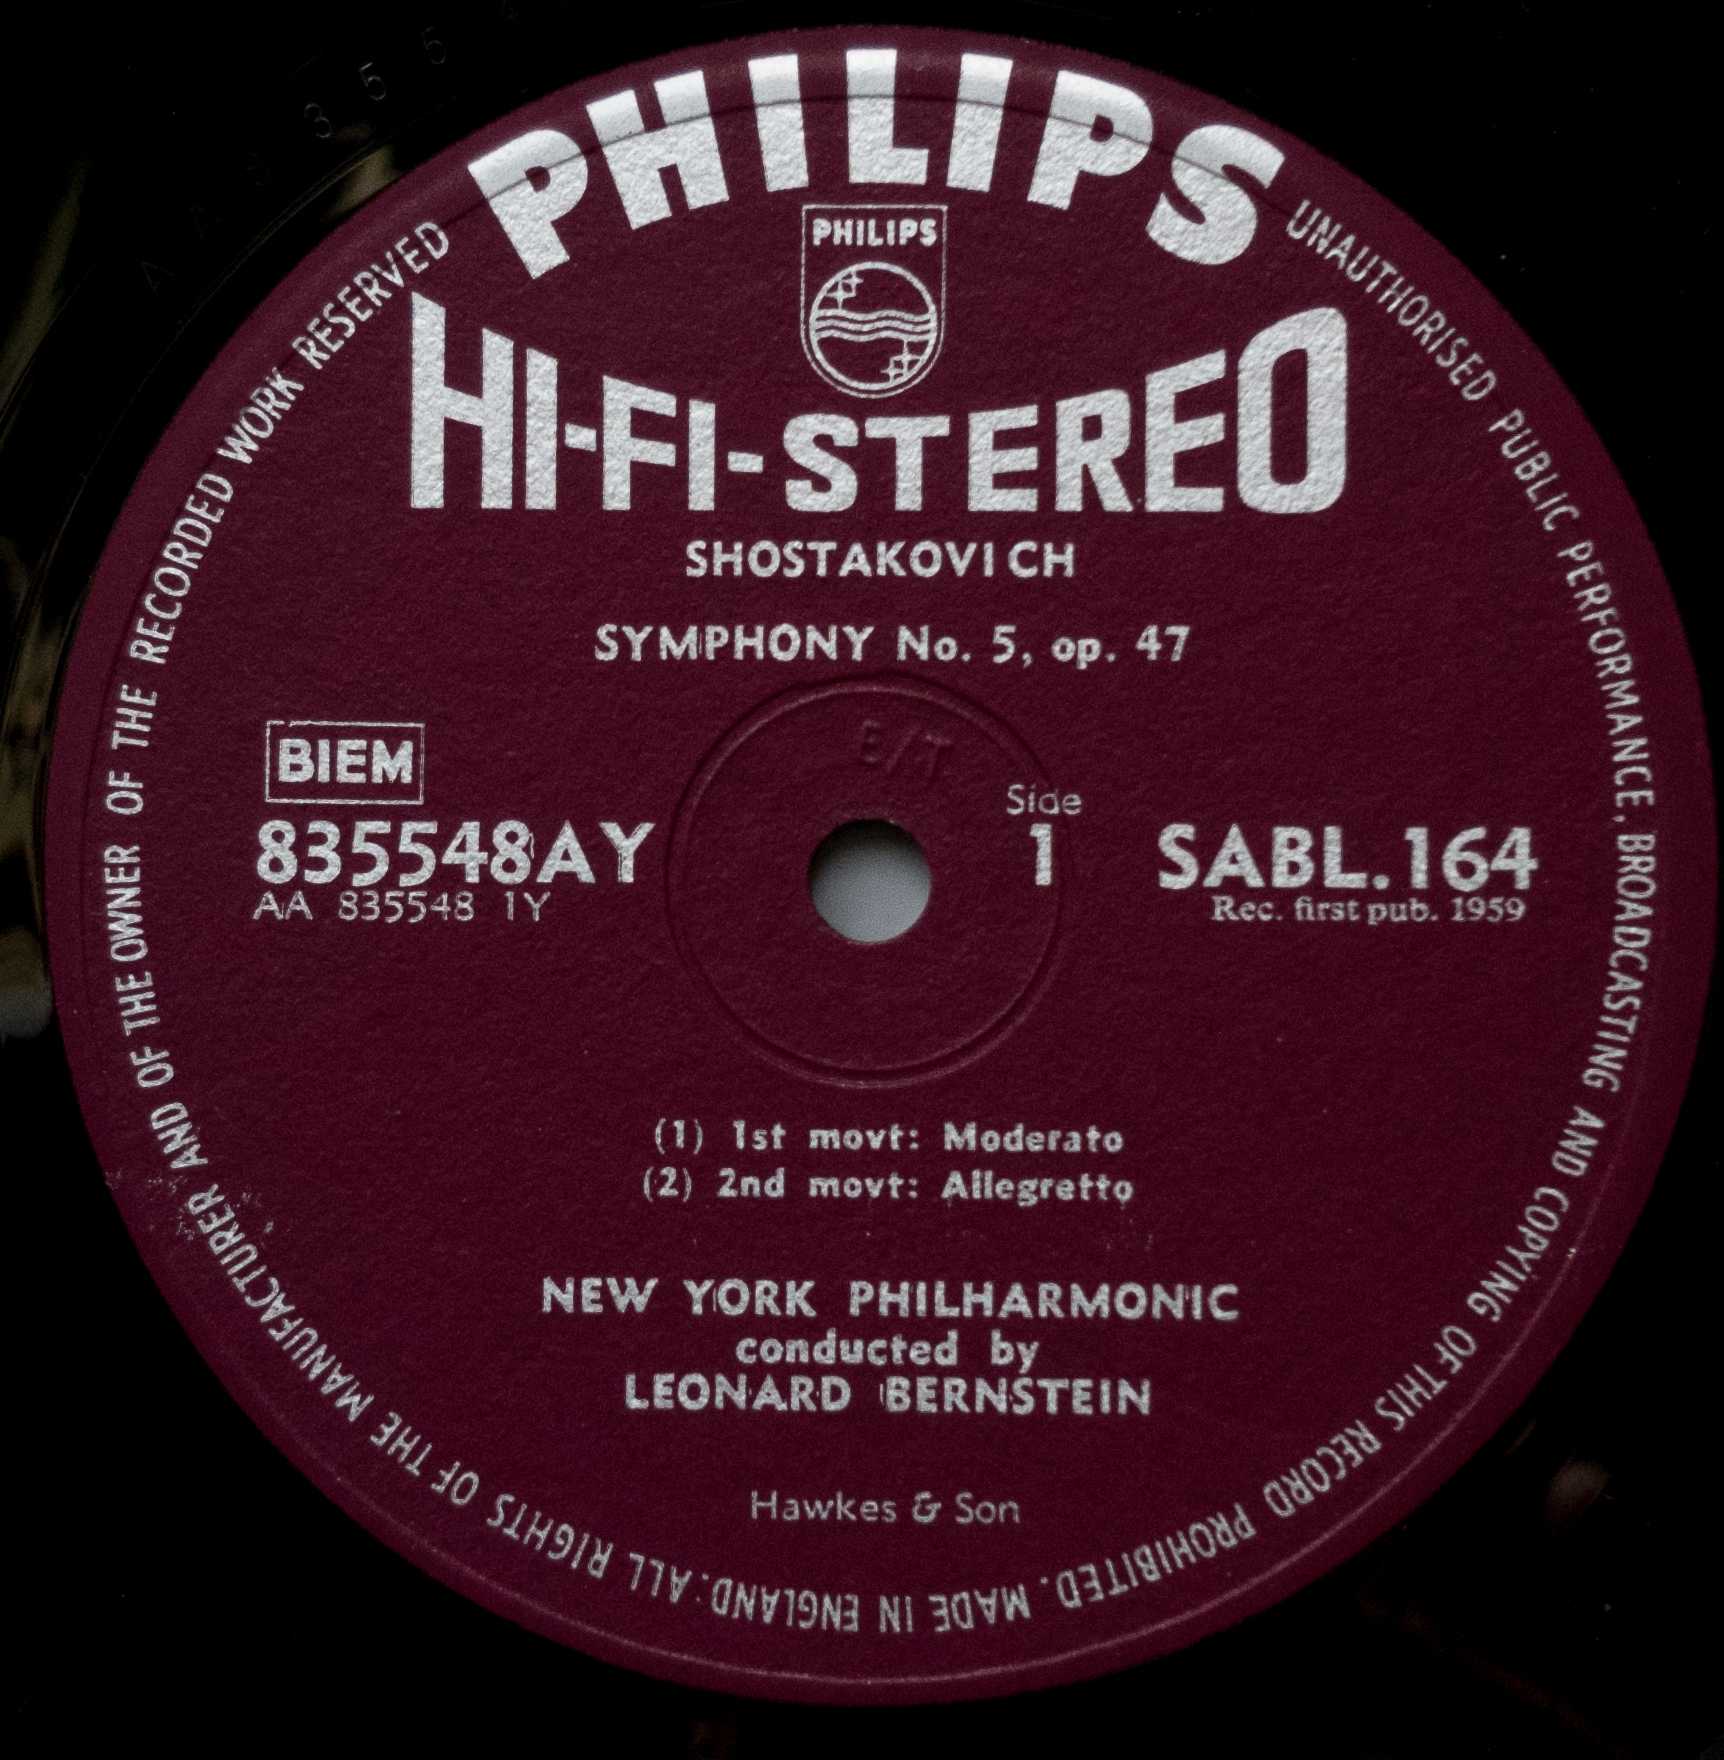 PHILIPS
PHILIPS
HI-FI-STEREO
SHOSTAKOVICH
SYMPHONY No. 5, op. 47
BIEM
835548AY
AA 835548 1Y
Side
1
SABL.164
Rec. first pub. 1959
E/T
(1) 1st movt: Moderato
(2) 2nd movt: Allegretto
NEW YORK PHILHARMONIC
conducted by
LEONARD BERNSTEIN
Hawkes & Son
ALL RIGHTS OF THE MANUFACTURER AND OF THE OWNER OF THE RECORDED WORK RESERVED
UNAUTHORISED PUBLIC PERFORMANCE, BROADCASTING AND COPYING OF THIS RECORD PROHIBITED. MADE IN ENGLAND.